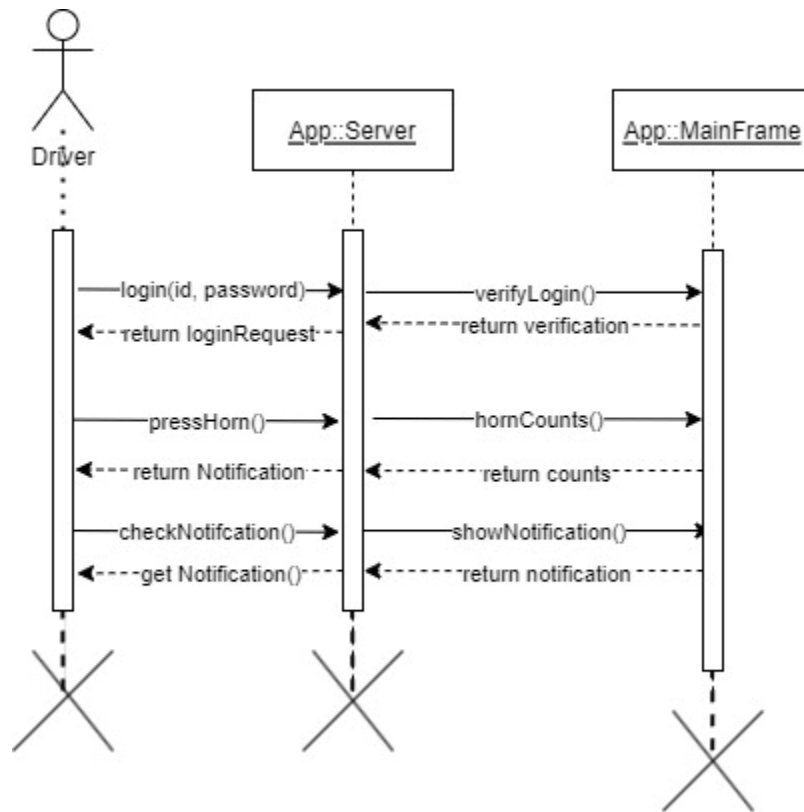 Driver
App::Server
App::MainFrame
login(id, password)
verifyLogin()
return verification
return loginRequest
pressHorn()
hornCounts()
return Notification
return counts
checkNotifcation()
showNotification()
get Notification()
return notification